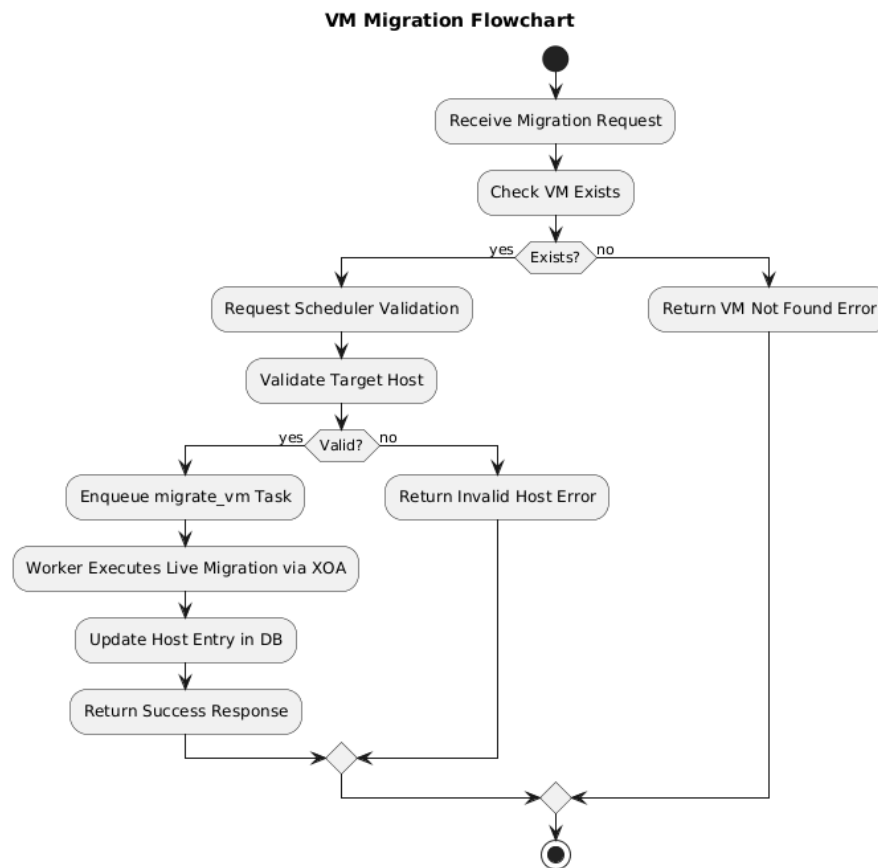 VM Migration Flowchart
Receive Migration Request
Check VM Exists
yes
Exists?
no
Request Scheduler Validation
Return VM Not Found Error
Validate Target Host
yes
Valid?
no
Enqueue migrate_vm Task
Return Invalid Host Error
Worker Executes Live Migration via XOA
Update Host Entry in DB
Return Success Response